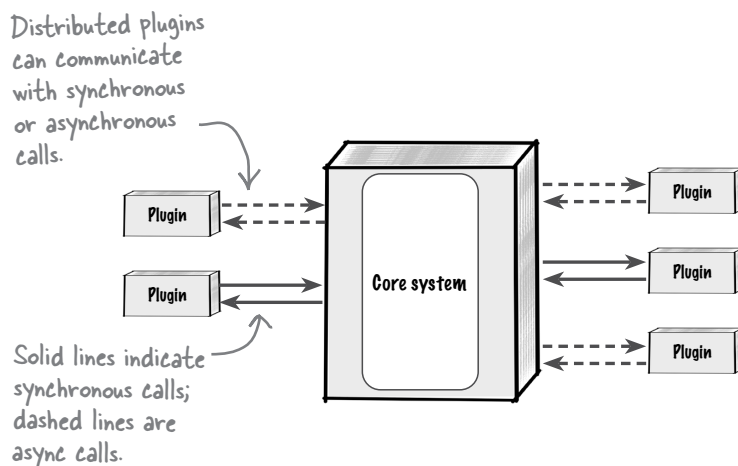 Distributed plugins
can communicate
with synchronous
or asynchronous
calls.
Plugin
Plugin
Core system
Plugin
Plugin
Plugin
Solid lines indicate
synchronous calls;
dashed lines are
async calls.